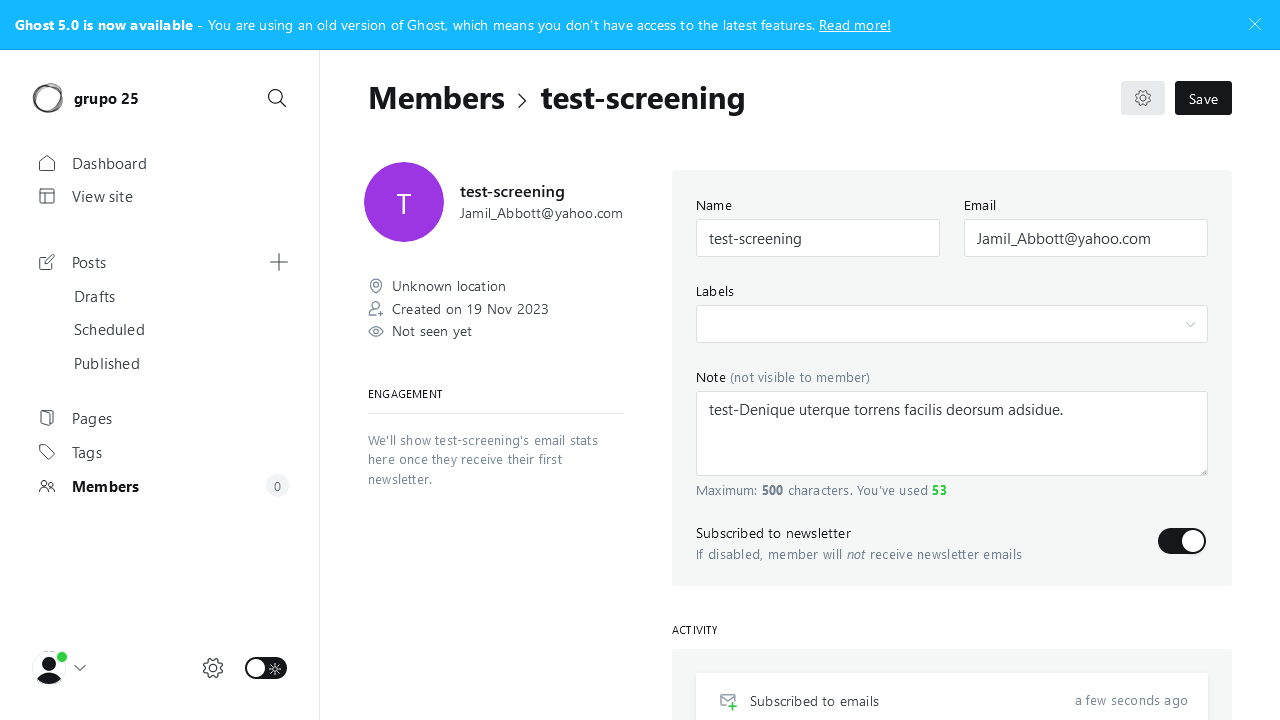 Ghost 5.0 is now available - You are using an old version of Ghost, which means you don't have access to the latest features. Read more!
grupo 25
Dashboard
View site
Posts
Drafts
Scheduled
Published
Pages
Tags
Members 0
Members > test-screening
Save
T
test-screening
Jamil_Abbott@yahoo.com
Unknown location
Created on 19 Nov 2023
Not seen yet
ENGAGEMENT
We'll show test-screening's email stats
here once they receive their first
newsletter.
Name
test-screening
Email
Jamil_Abbott@yahoo.com
Labels
Note (not visible to member)
test-Denique uterque torrens facilis deorsum adsidue.
Maximum: 500 characters. You've used 53
Subscribed to newsletter
If disabled, member will not receive newsletter emails
ACTIVITY
Subscribed to emails
a few seconds ago